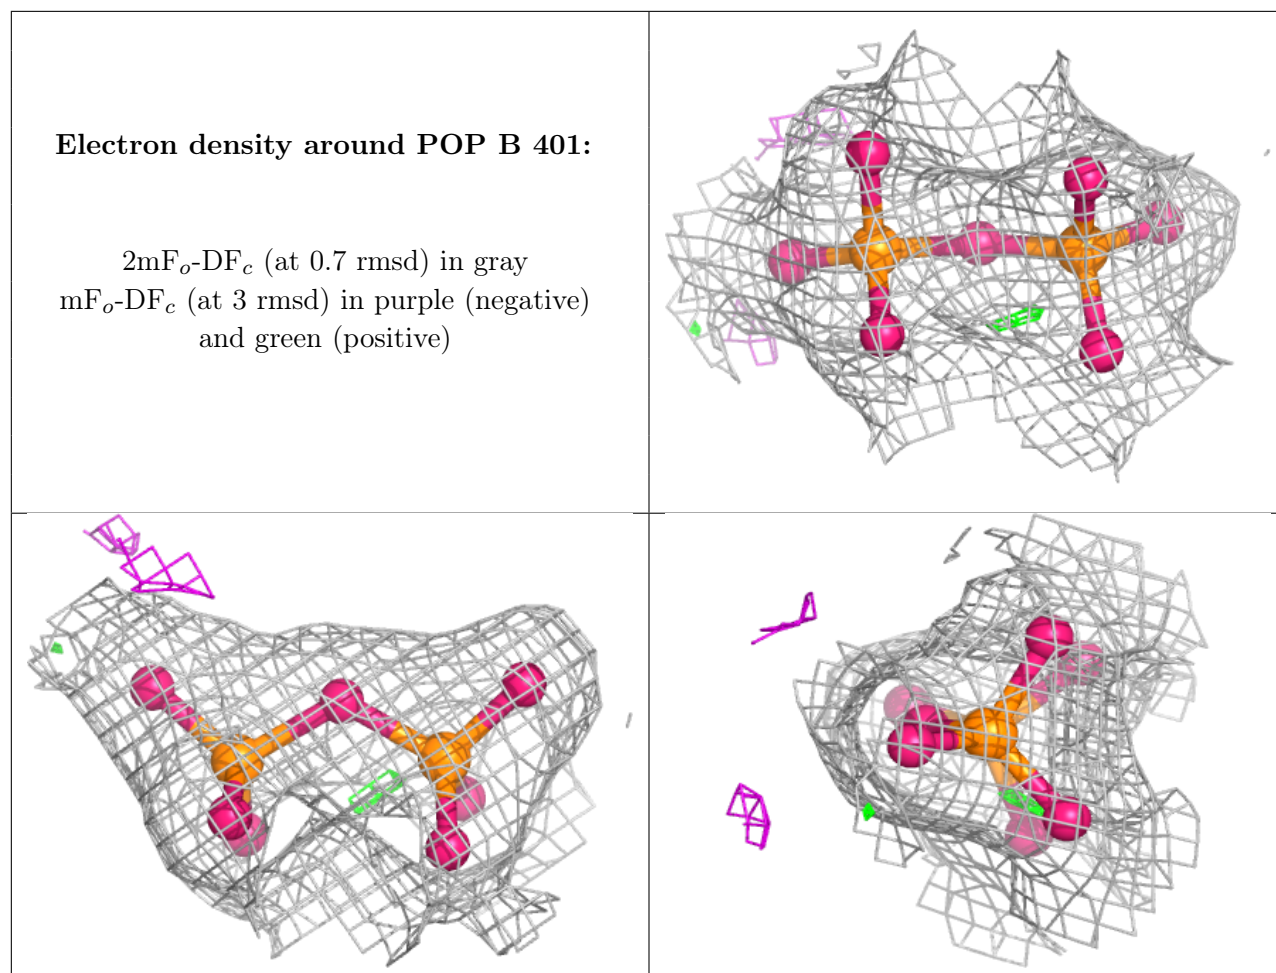 Electron density around POP B 401:
2mFo-DFc (at 0.7 rmsd) in gray
mFo-DFc (at 3 rmsd) in purple (negative)
and green (positive)